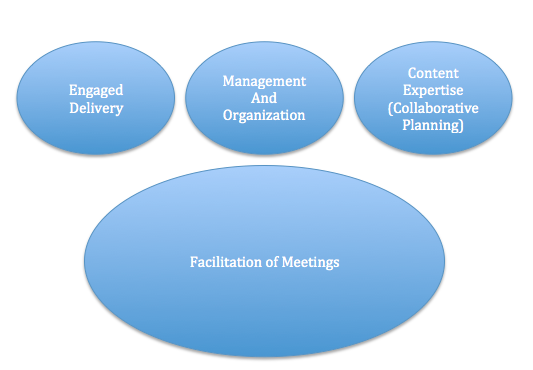 Engaged
Delivery
Management
And
Organization
Content
Expertise
(Collaborative
Planning)
Facilitation of Meetings